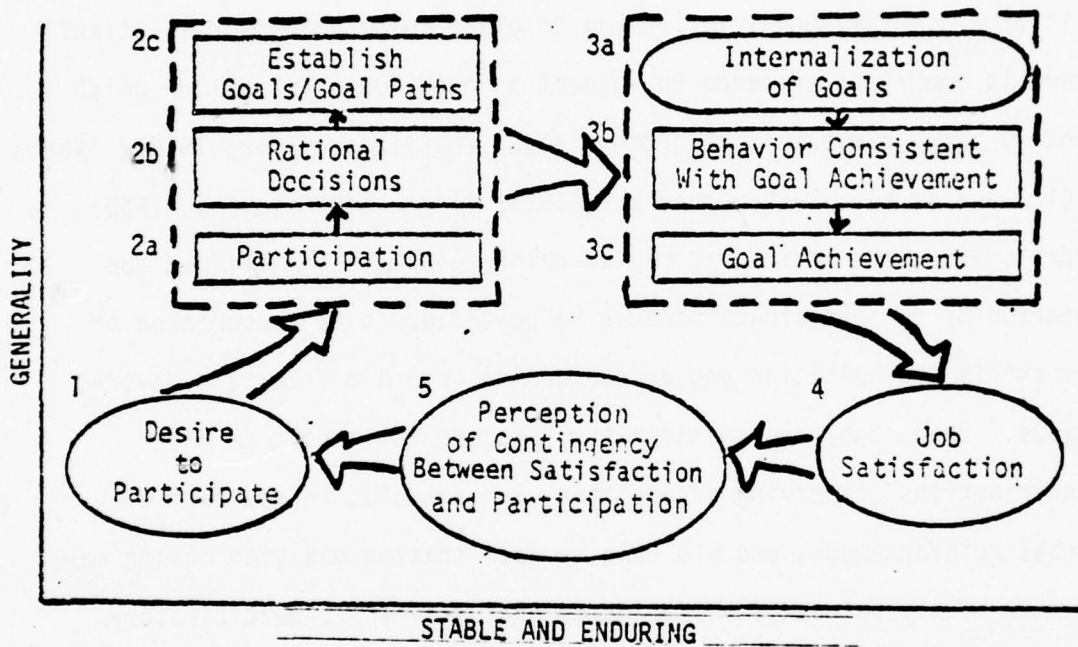 2c
Establish
Goals/Goal Paths
2b
Rational
Decisions
2a
Participation
3a
Internalization
of Goals
3b
Behavior Consistent
With Goal Achievement
3c
Goal Achievement
GENERALITY
1
Desire
to
Participate
5
Perception
of Contingency
Between Satisfaction
and Participation
4
Job
Satisfaction
STABLE AND ENDURING